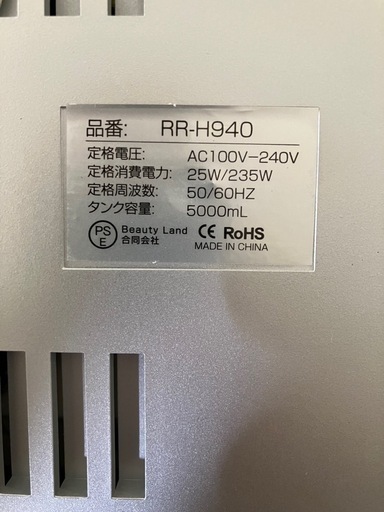 品番: RR-H940
定格電圧: AC100V-240V
定格消費電力: 25W/235W
定格周波数: 50/60HZ
タンク容量: 5000mL
PS
E
Beauty Land
合同会社
CE RoHS
MADE IN CHINA